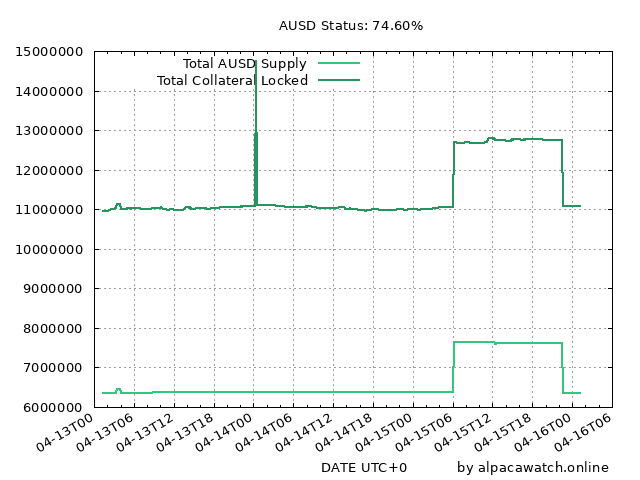 AUSD Status: 74.60%
15000000
14000000
13000000
12000000
11000000
10000000
9000000
8000000
7000000
6000000
Total AUSD Supply
Total Collateral Locked
04-13T00
04-13T06
04-13T12
04-13T18
04-14T00
04-14T06
04-14T12
04-14T18
04-15T00
04-15T06
04-15T12
04-15T18
04-16T00
04-16T06
DATE UTC+0
by alpacawatch.online